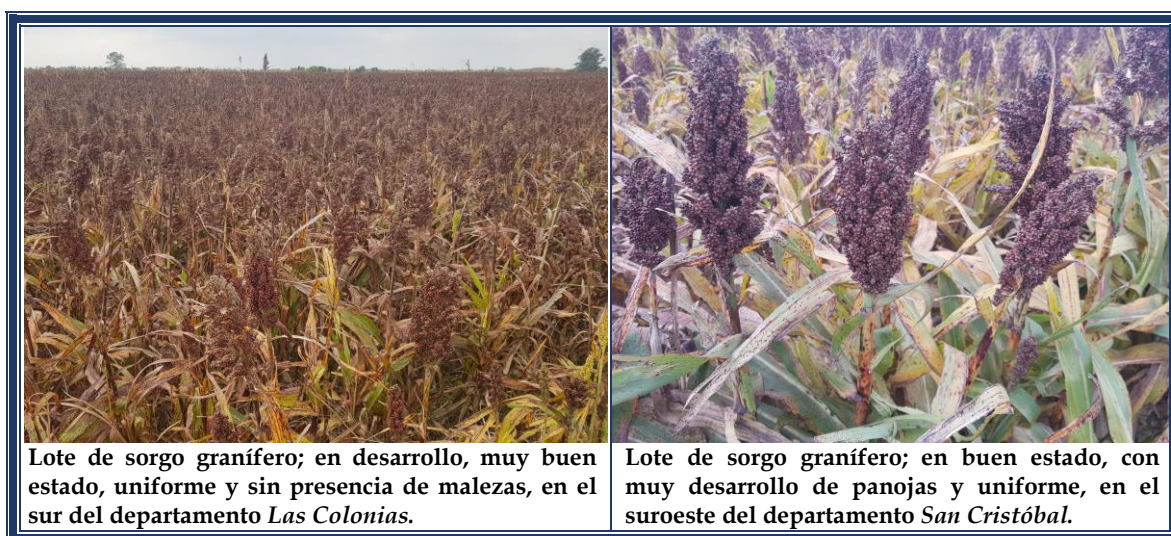 Lote de sorgo granífero; en desarrollo, muy buen
estado, uniforme y sin presencia de malezas, en el
sur del departamento Las Colonias.
Lote de sorgo granífero; en buen estado, con
muy desarrollo de panojas y uniforme, en el
suroeste del departamento San Cristóbal.